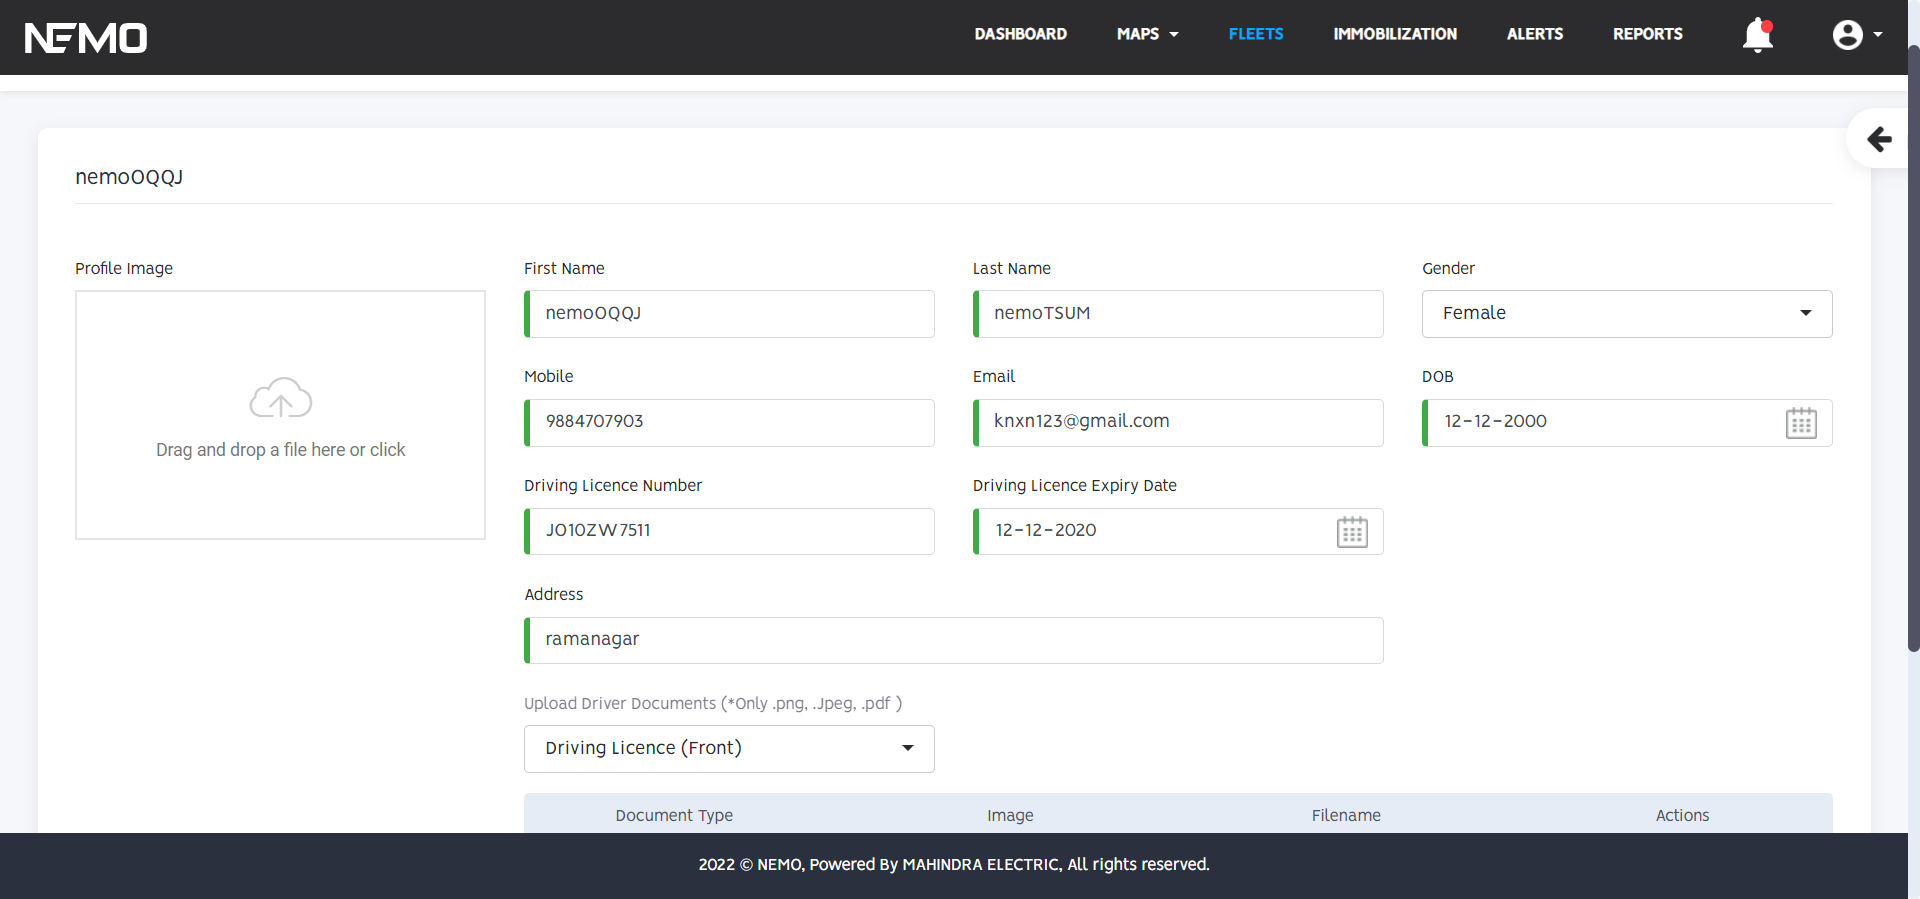 NEMO
DASHBOARD MAPS FLEETS IMMOBILIZATION ALERTS REPORTS
nemoOQQJ
Profile Image
Drag and drop a file here or click
First Name
nemoOQQJ
Last Name
nemoTSUM
Gender
Female
Mobile
9884707903
Email
knxn123@gmail.com
DOB
12-12-2000
Driving Licence Number
JO10ZW7511
Driving Licence Expiry Date
12-12-2020
Address
ramanagar
Upload Driver Documents (*Only .png, .Jpeg, .pdf )
Driving Licence (Front)
Document Type Image Filename Actions
2022 © NEMO, Powered By MAHINDRA ELECTRIC, All rights reserved.